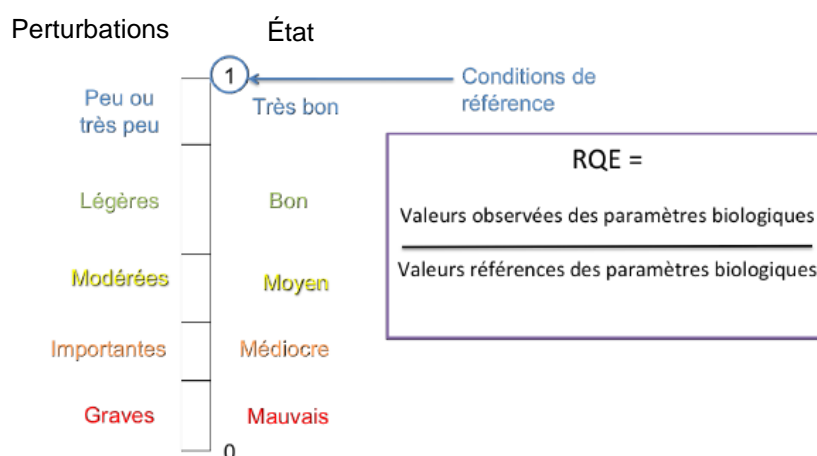 Perturbations
État
1
Conditions de
référence
Peu ou
très peu
Très bon
RQE =
Valeurs observées des paramètres biologiques
Valeurs références des paramètres biologiques
Légères
Bon
Modérées
Moyen
Importantes
Médiocre
Graves
Mauvais
0